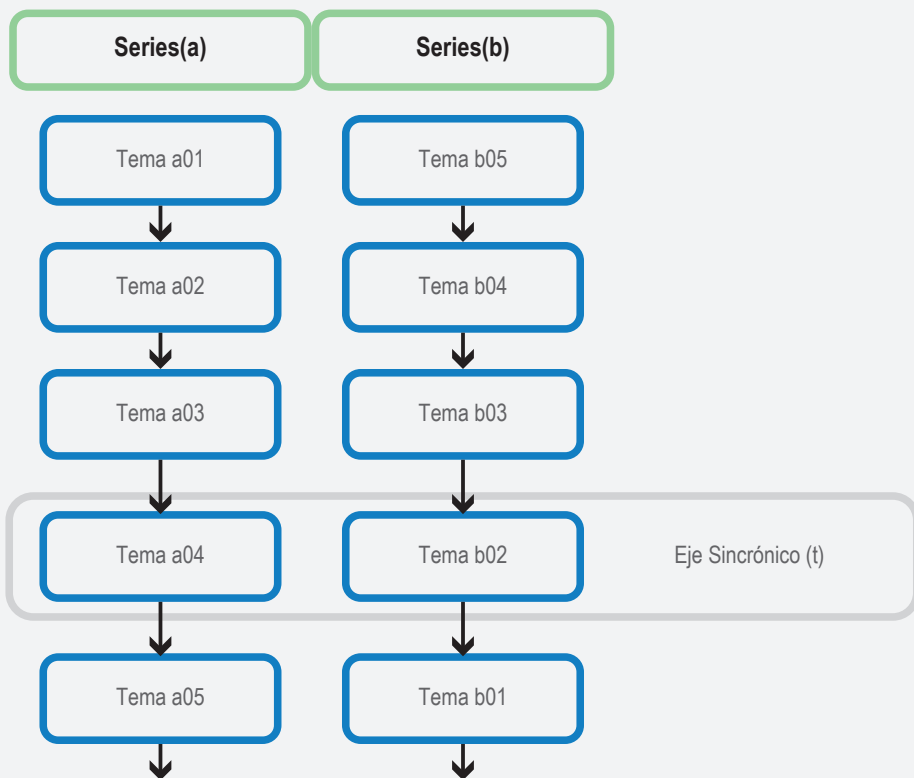 Series(a)
Series(b)
Tema a01
Tema b05
Tema a02
Tema b04
Tema a03
Tema b03
Tema a04
Tema b02
Eje Sincrónico (t)
Tema a05
Tema b01